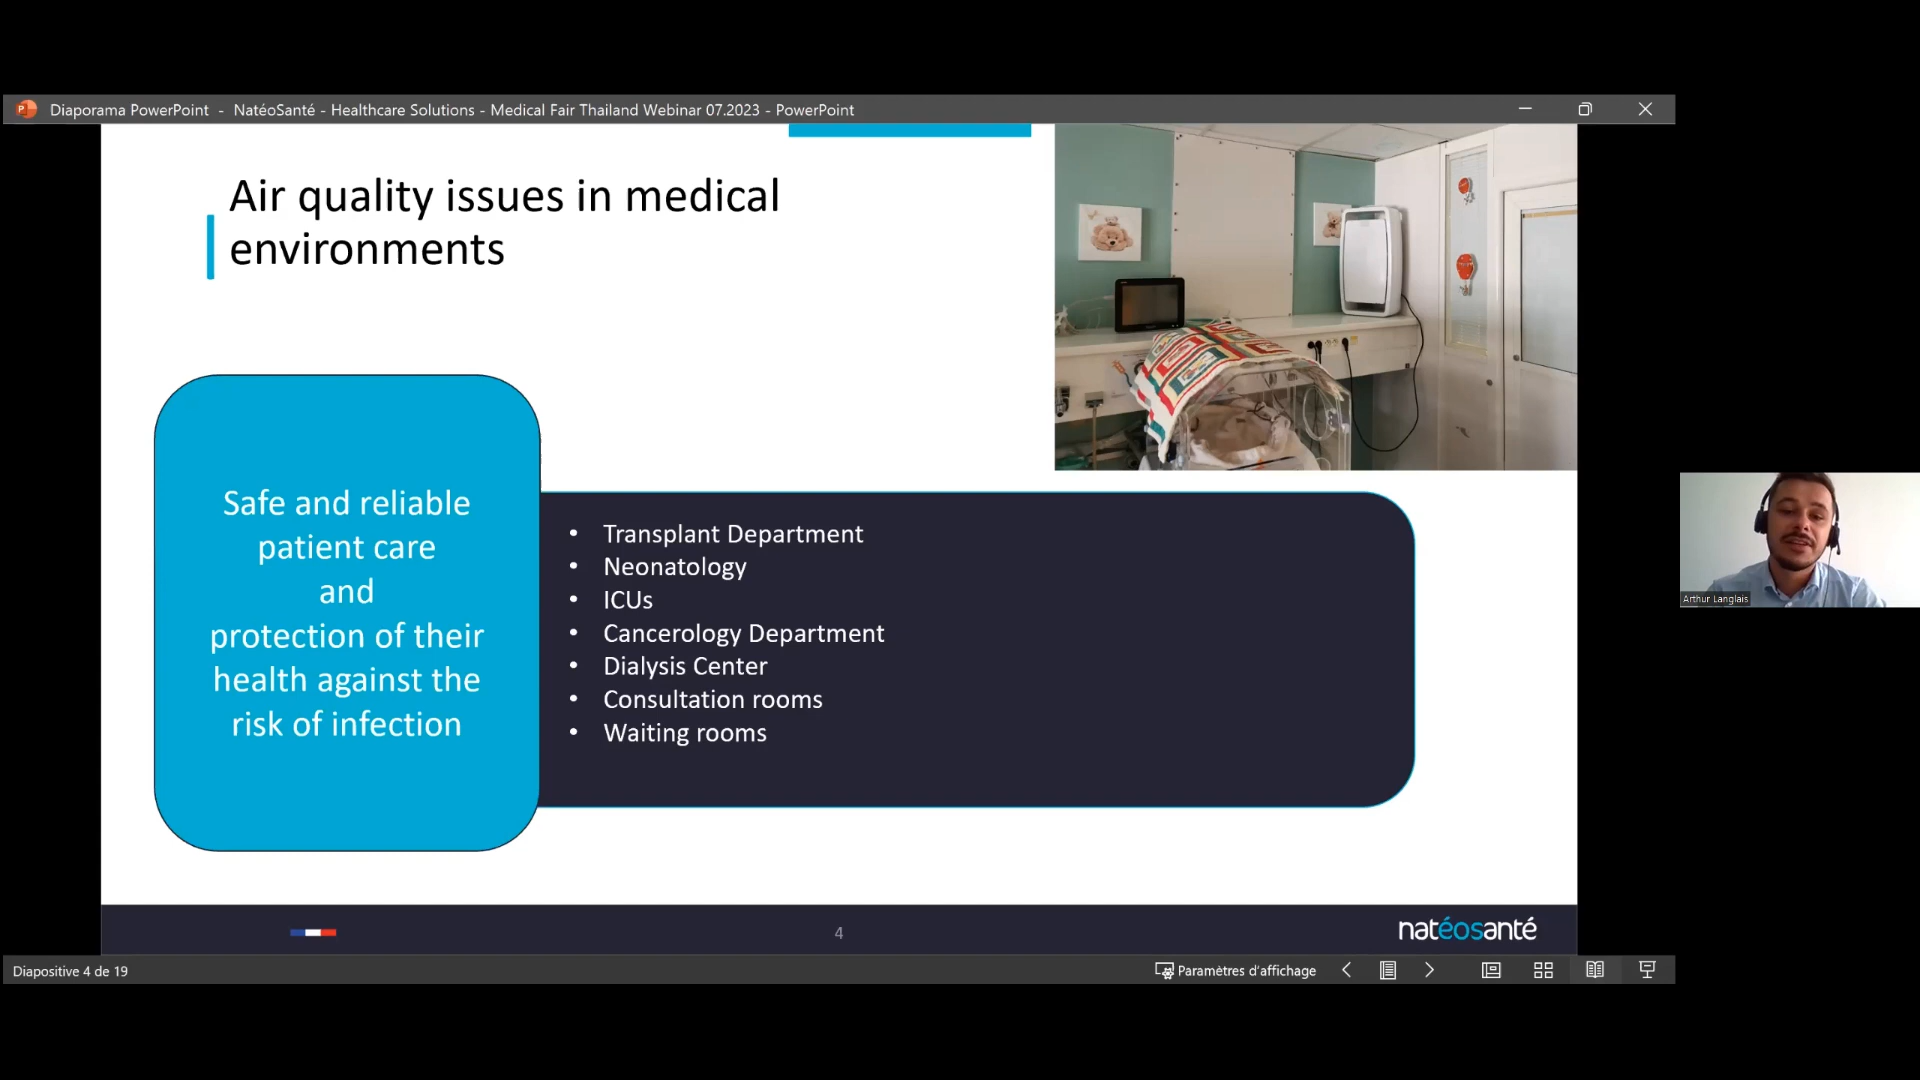 Diaporama PowerPoint - NatéoSanté - Healthcare Solutions - Medical Fair Thailand Webinar 07.2023 - PowerPoint
Air quality issues in medical
environments
Safe and reliable
patient care
and
protection of their
health against the
risk of infection
• Transplant Department
• Neonatology
• ICUs
• Cancerology Department
• Dialysis Center
• Consultation rooms
• Waiting rooms
Arthur Langlais
4
natéosanté
Diapositive 4 de 19
Paramètres d'affichage